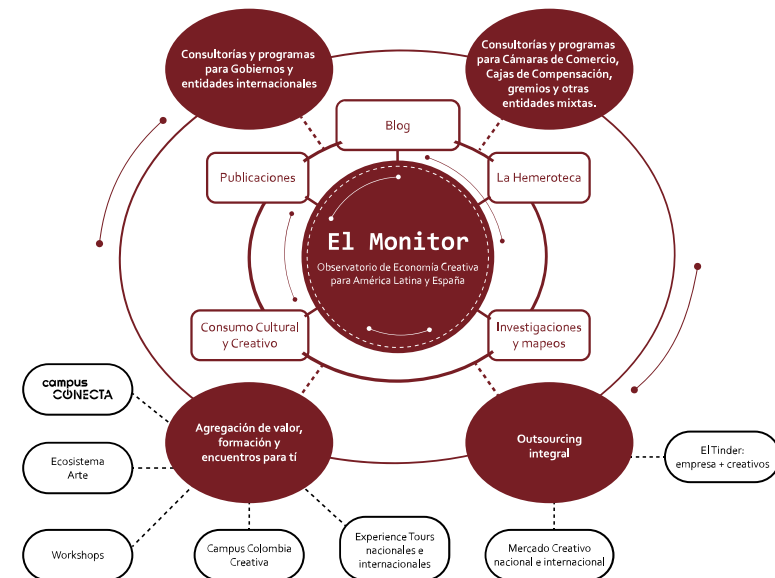 Consultorías y programas
para Gobiernos y
entidades internacionales
Consultorías y programas
para Cámaras de Comercio,
Cajas de Compensación,
gremios y otras
entidades mixtas.
Blog
Publicaciones
La Hemeroteca
El Monitor
Observatorio de Economía Creativa
para América Latina y España
Consumo Cultural
y Creativo
Investigaciones
y mapeos
campus
CONECTA
Agregación de valor,
formación y
encuentros para tí
Outsourcing
integral
Ecosistema
Arte
El Tinder:
empresa + creativos
Workshops
Campus Colombia
Creativa
Experience Tours
nacionales e
internacionales
Mercado Creativo
nacional e internacional